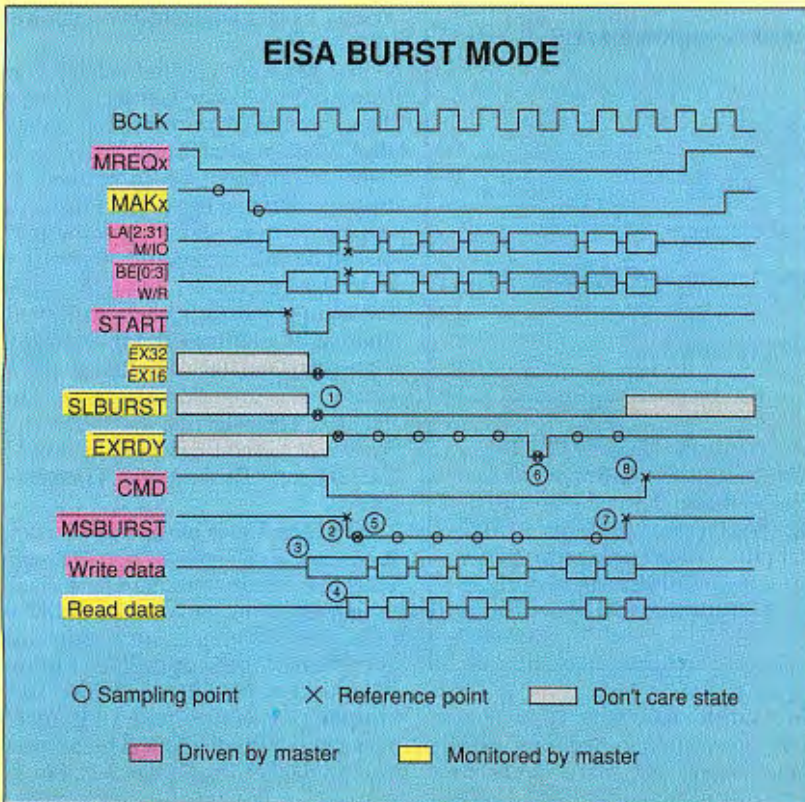 EISA BURST MODE
BCLK
MREQx
MAKx
LA[2:31]
M/IO
BE[0:3]
W/R
START
EX32
EX16
SLBURST
①
EXRDY
⑥
⑧
CMD
MSBURST
②
⑤
⑦
Write data
③
Read data
④
Sampling point
Reference point
Don't care state
Driven by master
Monitored by master